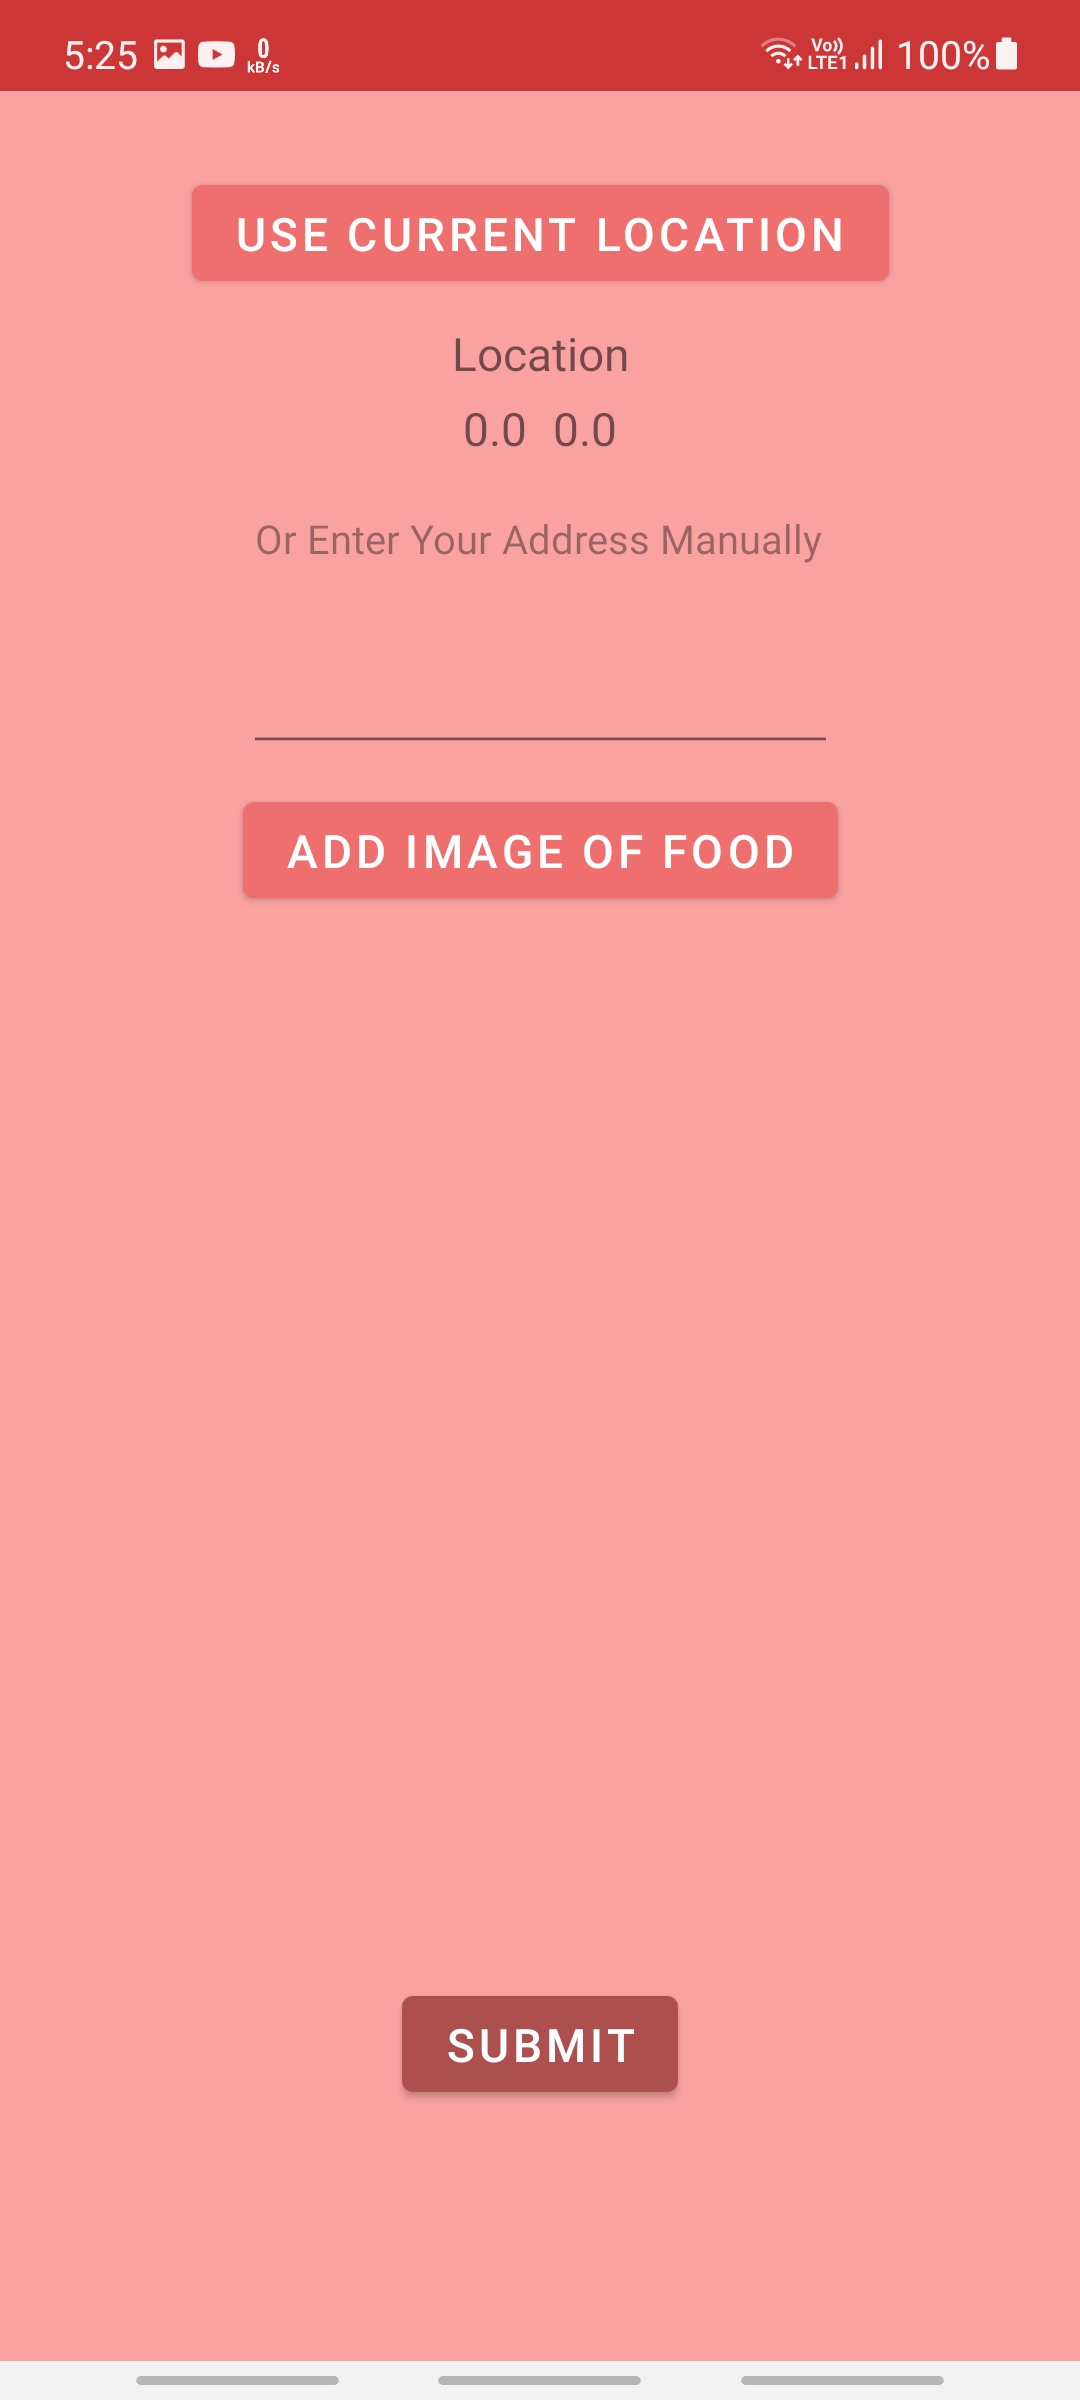 5:25 0 kB/s Vo)) LTE1 100%
USE CURRENT LOCATION
Location
0.0 0.0
Or Enter Your Address Manually
ADD IMAGE OF FOOD
SUBMIT